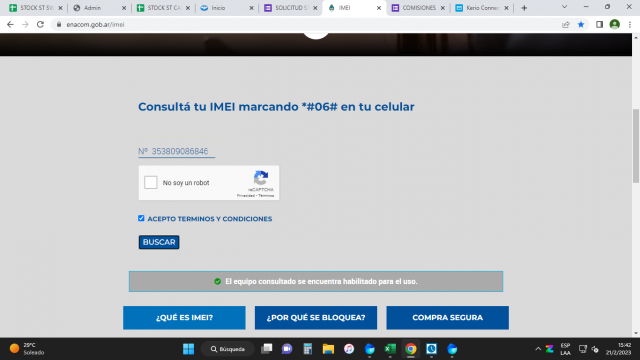 STOCK ST
Admin
STOCK ST CA
Inicio
SOLICITUD S
IMEI
COMISIONES
Kerio Conne
enacom.gob.ar/imei
Consultá tu IMEI marcando *#06# en tu celular
Nº 353809086846
No soy un robot
reCAPTCHA
Privacidad - Términos
ACEPTO TERMINOS Y CONDICIONES
BUSCAR
El equipo consultado se encuentra habilitado para el uso.
¿QUÉ ES IMEI?
¿POR QUÉ SE BLOQUEA?
COMPRA SEGURA
29°C
Soleado
Búsqueda
ESP
LAA
15:42
21/2/2023